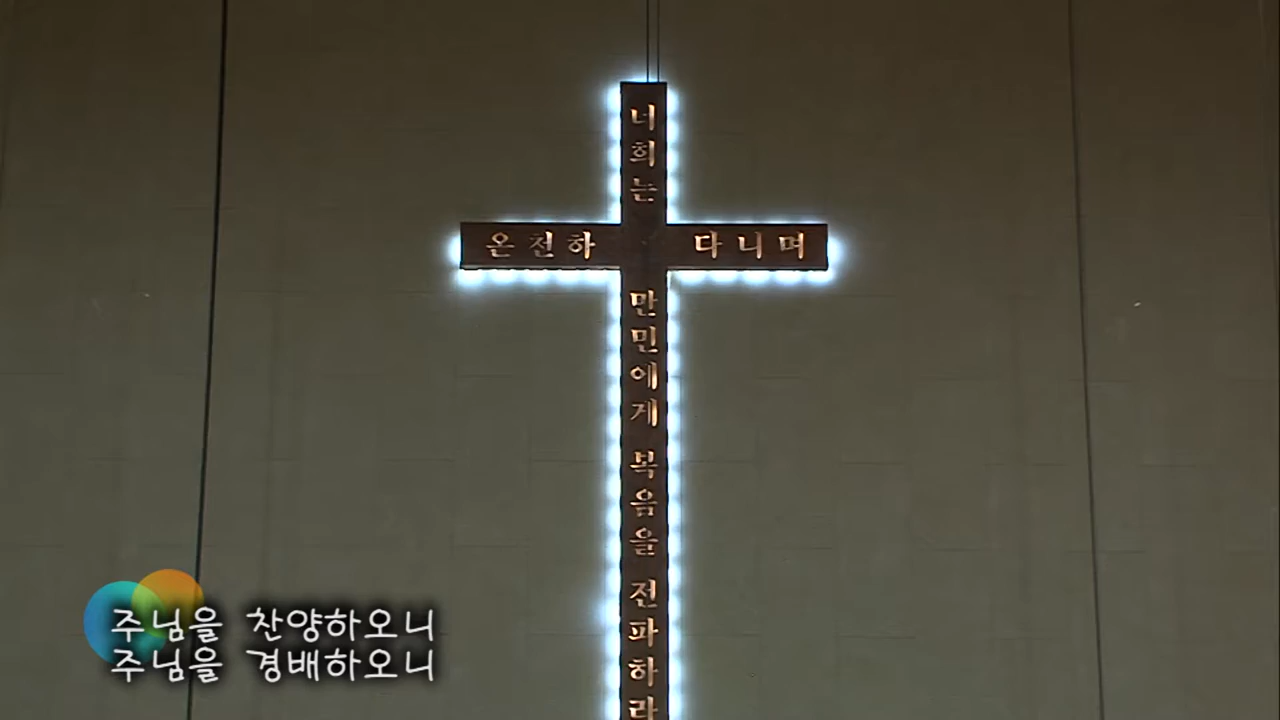 너희는
온천하 다니며
만민에게 복음을 전파하라
주님을 찬양하오니
주님을 경배하오니